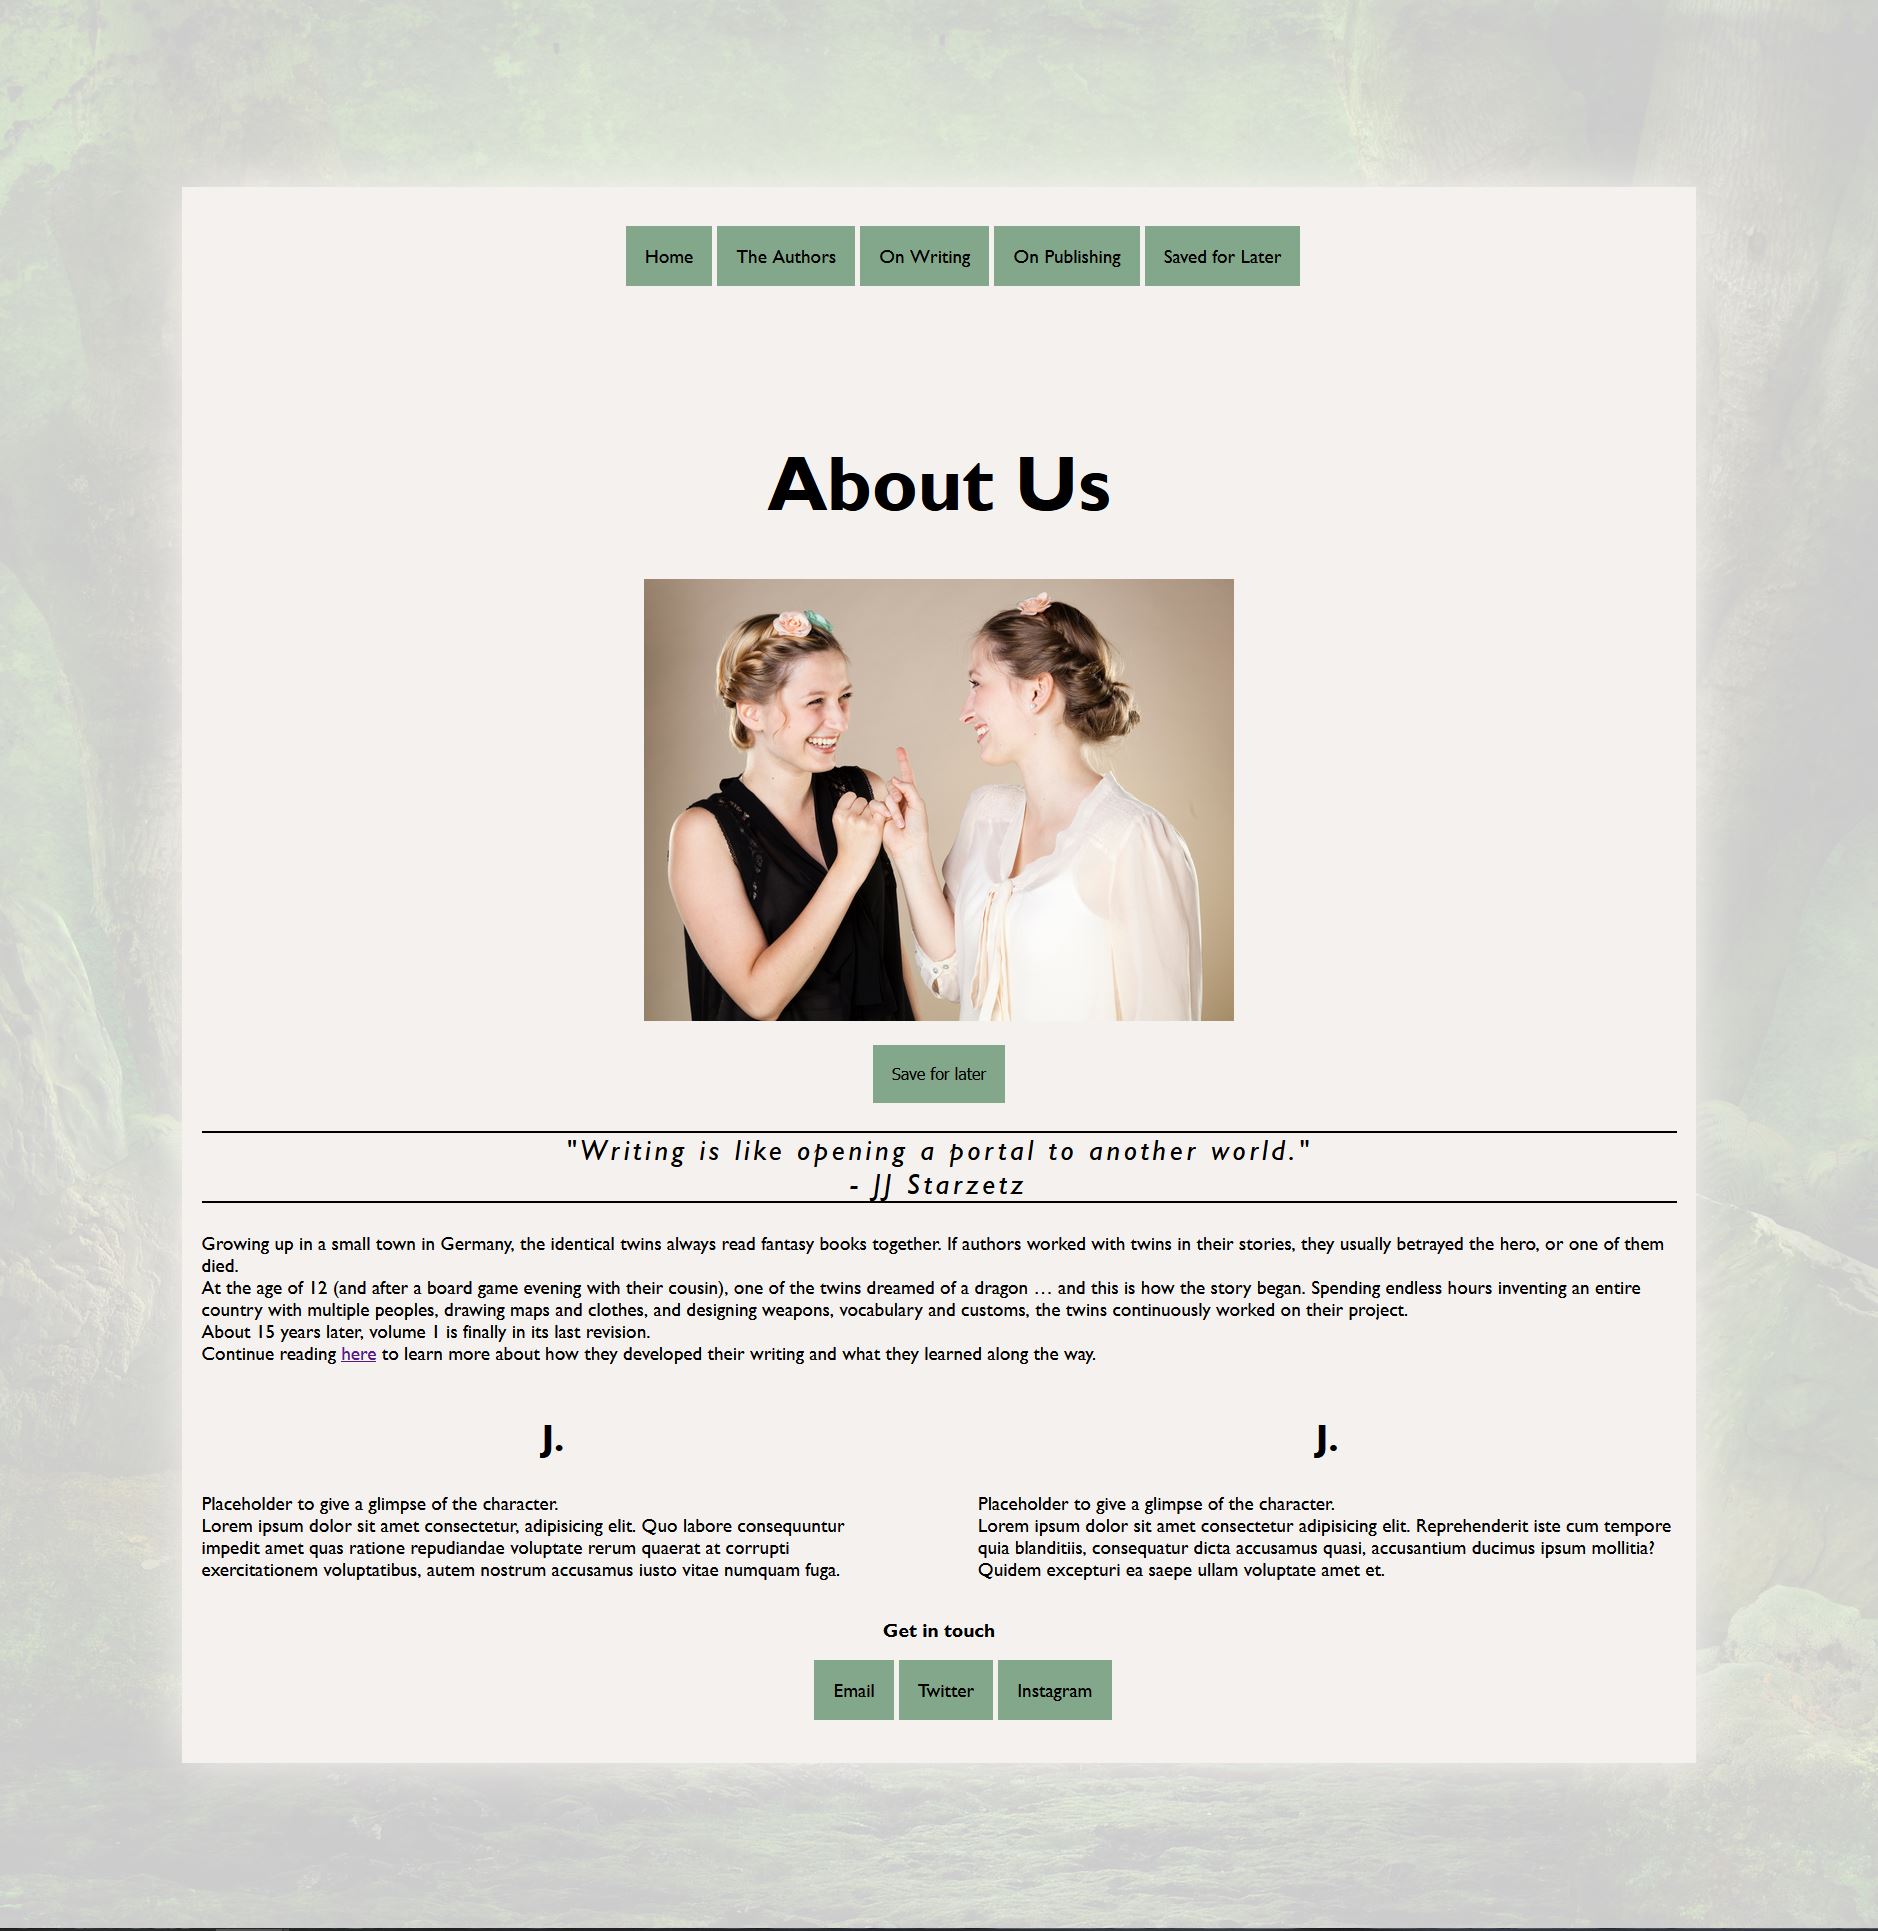 Home The Authors On Writing On Publishing Saved for Later
About Us
Save for later
"Writing is like opening a portal to another world."
- JJ Starzetz
Growing up in a small town in Germany, the identical twins always read fantasy books together. If authors worked with twins in their stories, they usually betrayed the hero, or one of them
died.
At the age of 12 (and after a board game evening with their cousin), one of the twins dreamed of a dragon … and this is how the story began. Spending endless hours inventing an entire
country with multiple peoples, drawing maps and clothes, and designing weapons, vocabulary and customs, the twins continuously worked on their project.
About 15 years later, volume 1 is finally in its last revision.
Continue reading here to learn more about how they developed their writing and what they learned along the way.
J.
Placeholder to give a glimpse of the character.
Lorem ipsum dolor sit amet consectetur, adipisicing elit. Quo labore consequuntur
impedit amet quas ratione repudiandae voluptate rerum quaerat at corrupti
exercitationem voluptatibus, autem nostrum accusamus iusto vitae numquam fuga.
J.
Placeholder to give a glimpse of the character.
Lorem ipsum dolor sit amet consectetur adipisicing elit. Reprehenderit iste cum tempore
quia blanditiis, consequatur dicta accusamus quasi, accusantium ducimus ipsum mollitia?
Quidem excepturi ea saepe ullam voluptate amet et.
Get in touch
Email Twitter Instagram